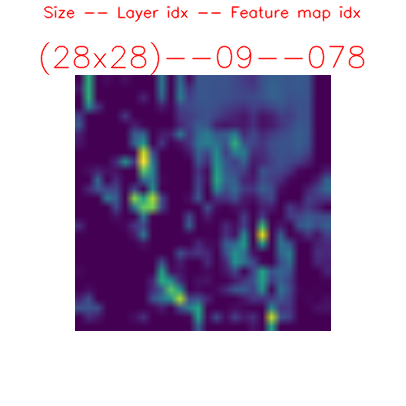 Size -- Layer idx -- Feature map idx
(28x28)--09--078